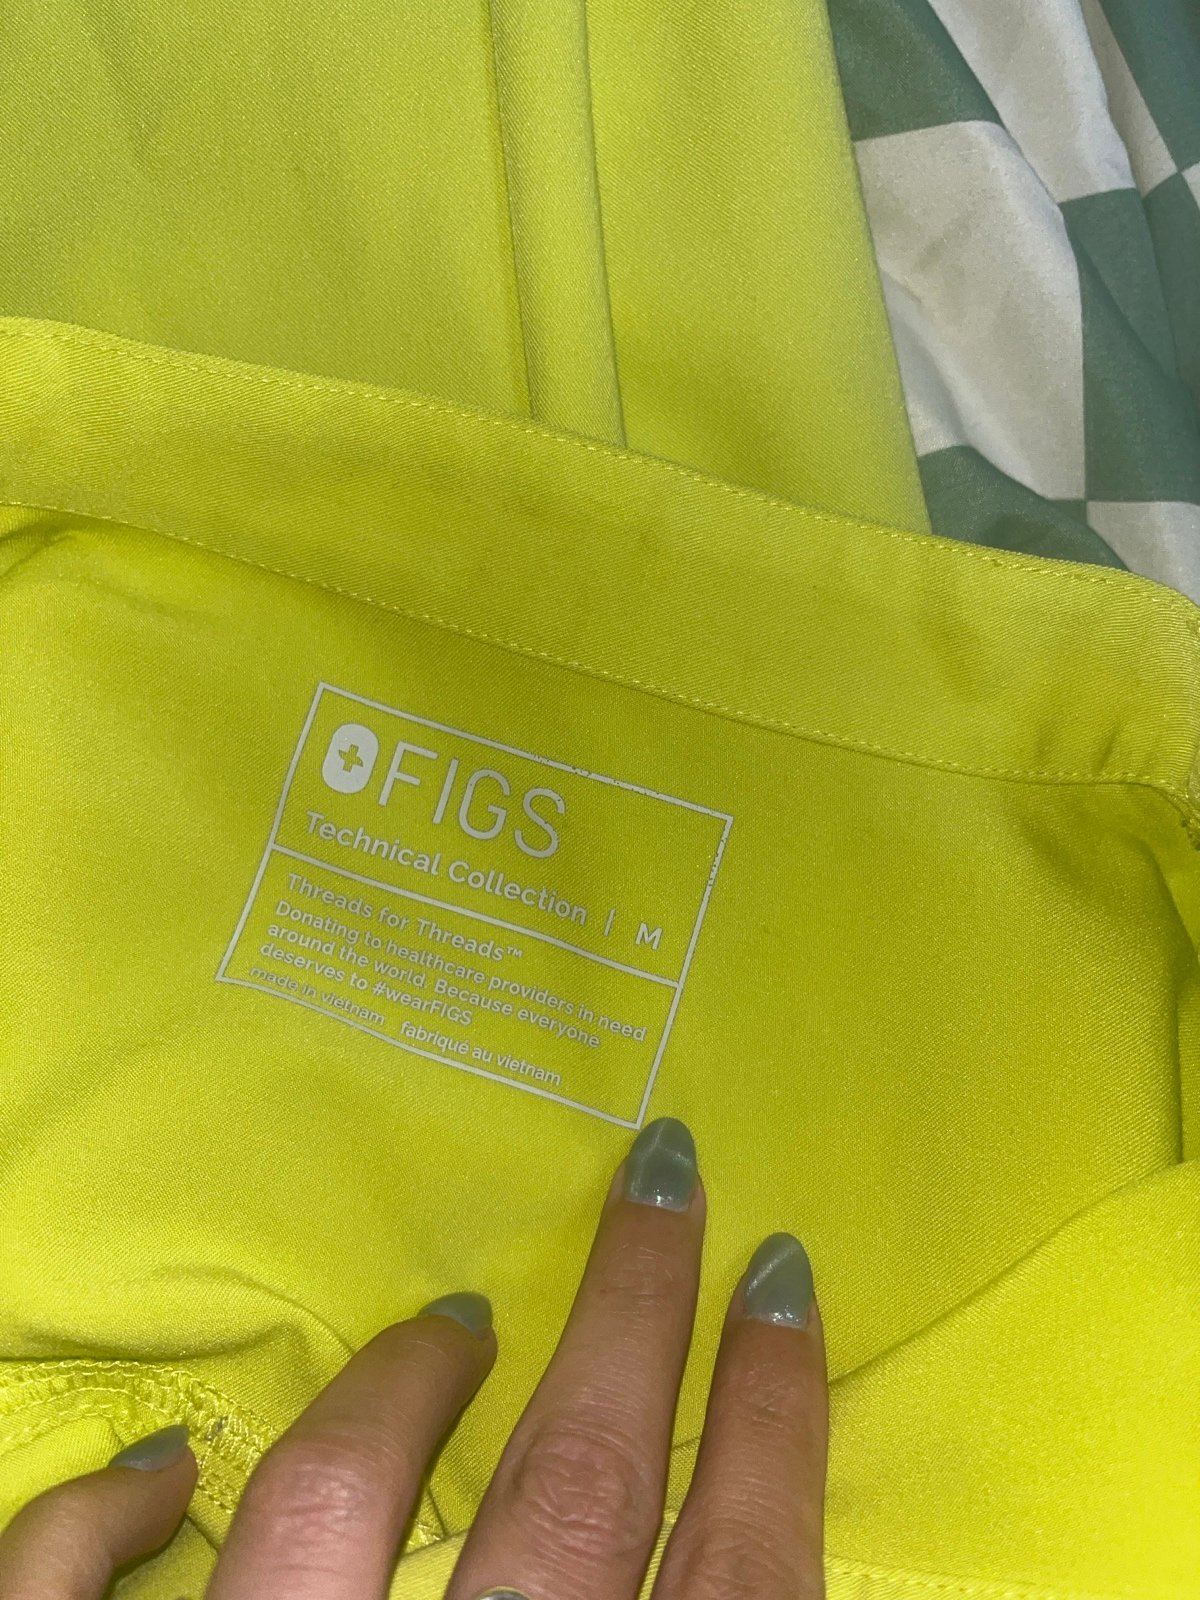 FIGS
Technical Collection | M
Threads for Threads™
Donating to healthcare providers in need
around the world. Because everyone
deserves to #wearFIGS
made in vietnam fabriqué au vietnam